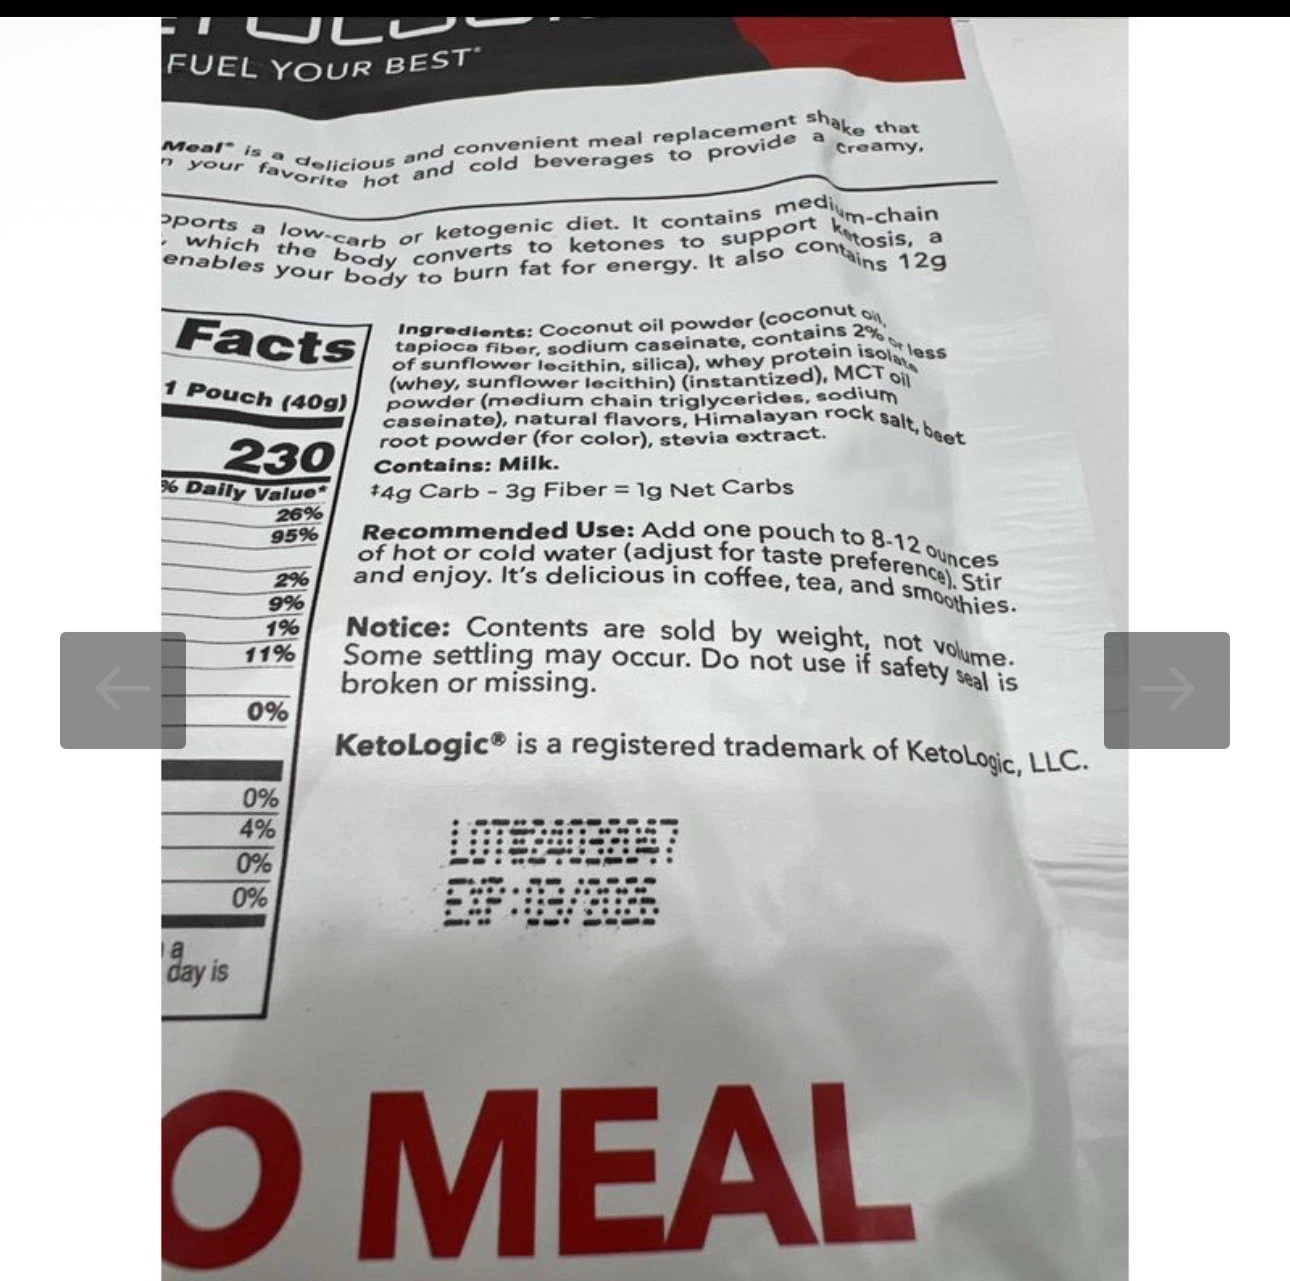 FUEL YOUR BEST
Meal® is a delicious and convenient meal replacement shake that
your favorite hot and cold beverages to provide a creamy,
a low-carb or ketogenic diet. It contains medium-chain
, which the body converts to ketones to support ketosis, a
enables your body to burn fat for energy. It also contains 12g
Facts
1 Pouch (40g)
230
% Daily Value*
26%
95%
2%
9%
1%
11%
0%
0%
4%
0%
0%
a
day is
Ingredients: Coconut oil powder (coconut oil,
tapioca fiber, sodium caseinate, contains 2% or less
of sunflower lecithin, silica), whey protein isolate
(whey, sunflower lecithin) (instantized), MCT oil
powder (medium chain triglycerides, sodium
caseinate), natural flavors, Himalayan rock salt, beet
root powder (for color), stevia extract.
Contains: Milk.
‡4g Carb - 3g Fiber = 1g Net Carbs
Recommended Use: Add one pouch to 8-12 ounces
of hot or cold water (adjust for taste preference). Stir
and enjoy. It's delicious in coffee, tea, and smoothies.
Notice: Contents are sold by weight, not volume.
Some settling may occur. Do not use if safety seal is
broken or missing.
KetoLogic® is a registered trademark of KetoLogic, LLC.
MEAL